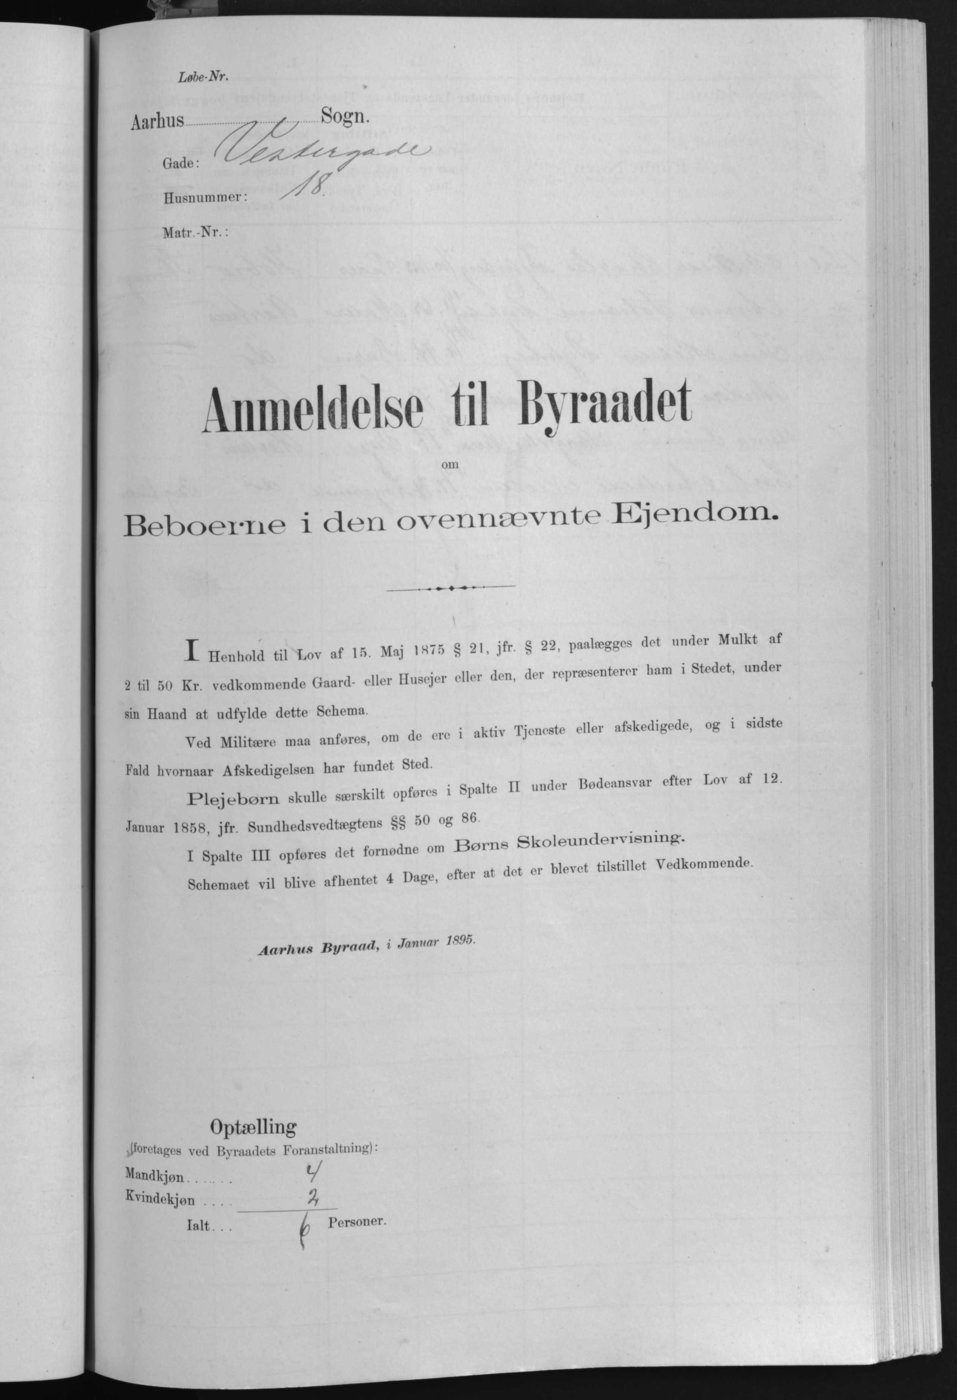 Løbe-Nr.
Aarhus Sogn.
Gade: Vestergade
Husnummer: 18.
Matr.-Nr.:
Anmeldelse til Byraadet
om
Beboerne i den ovennævnte Ejendom.
I Henhold til Lov af 15. Maj 1875 § 21, jfr. § 22, paalægges det under Mulkt af
2 til 50 Kr. vedkommende Gaard- eller Husejer eller den, der repræsenterer ham i Stedet, under
sin Haand at udfylde dette Schema.
Ved Militære maa anføres, om de ere i aktiv Tjeneste eller afskedigede, og i sidste
Fald hvornaar Afskedigelsen har fundet Sted.
Plejebørn skulle særskilt opføres i Spalte II under Bødeansvar efter Lov af 12.
Januar 1858, jfr. Sundhedsvedtægtens §§ 50 og 86.
I Spalte III opføres det fornødne om Børns Skoleundervisning.
Schemaet vil blive afhentet 4 Dage, efter at det er blevet tilstillet Vedkommende.
Aarhus Byraad, i Januar 1895.
Optælling
(foretages ved Byraadets Foranstaltning):
Mandkjøn...... 4
Kvindekjøn .... 2
Ialt... 6 Personer.